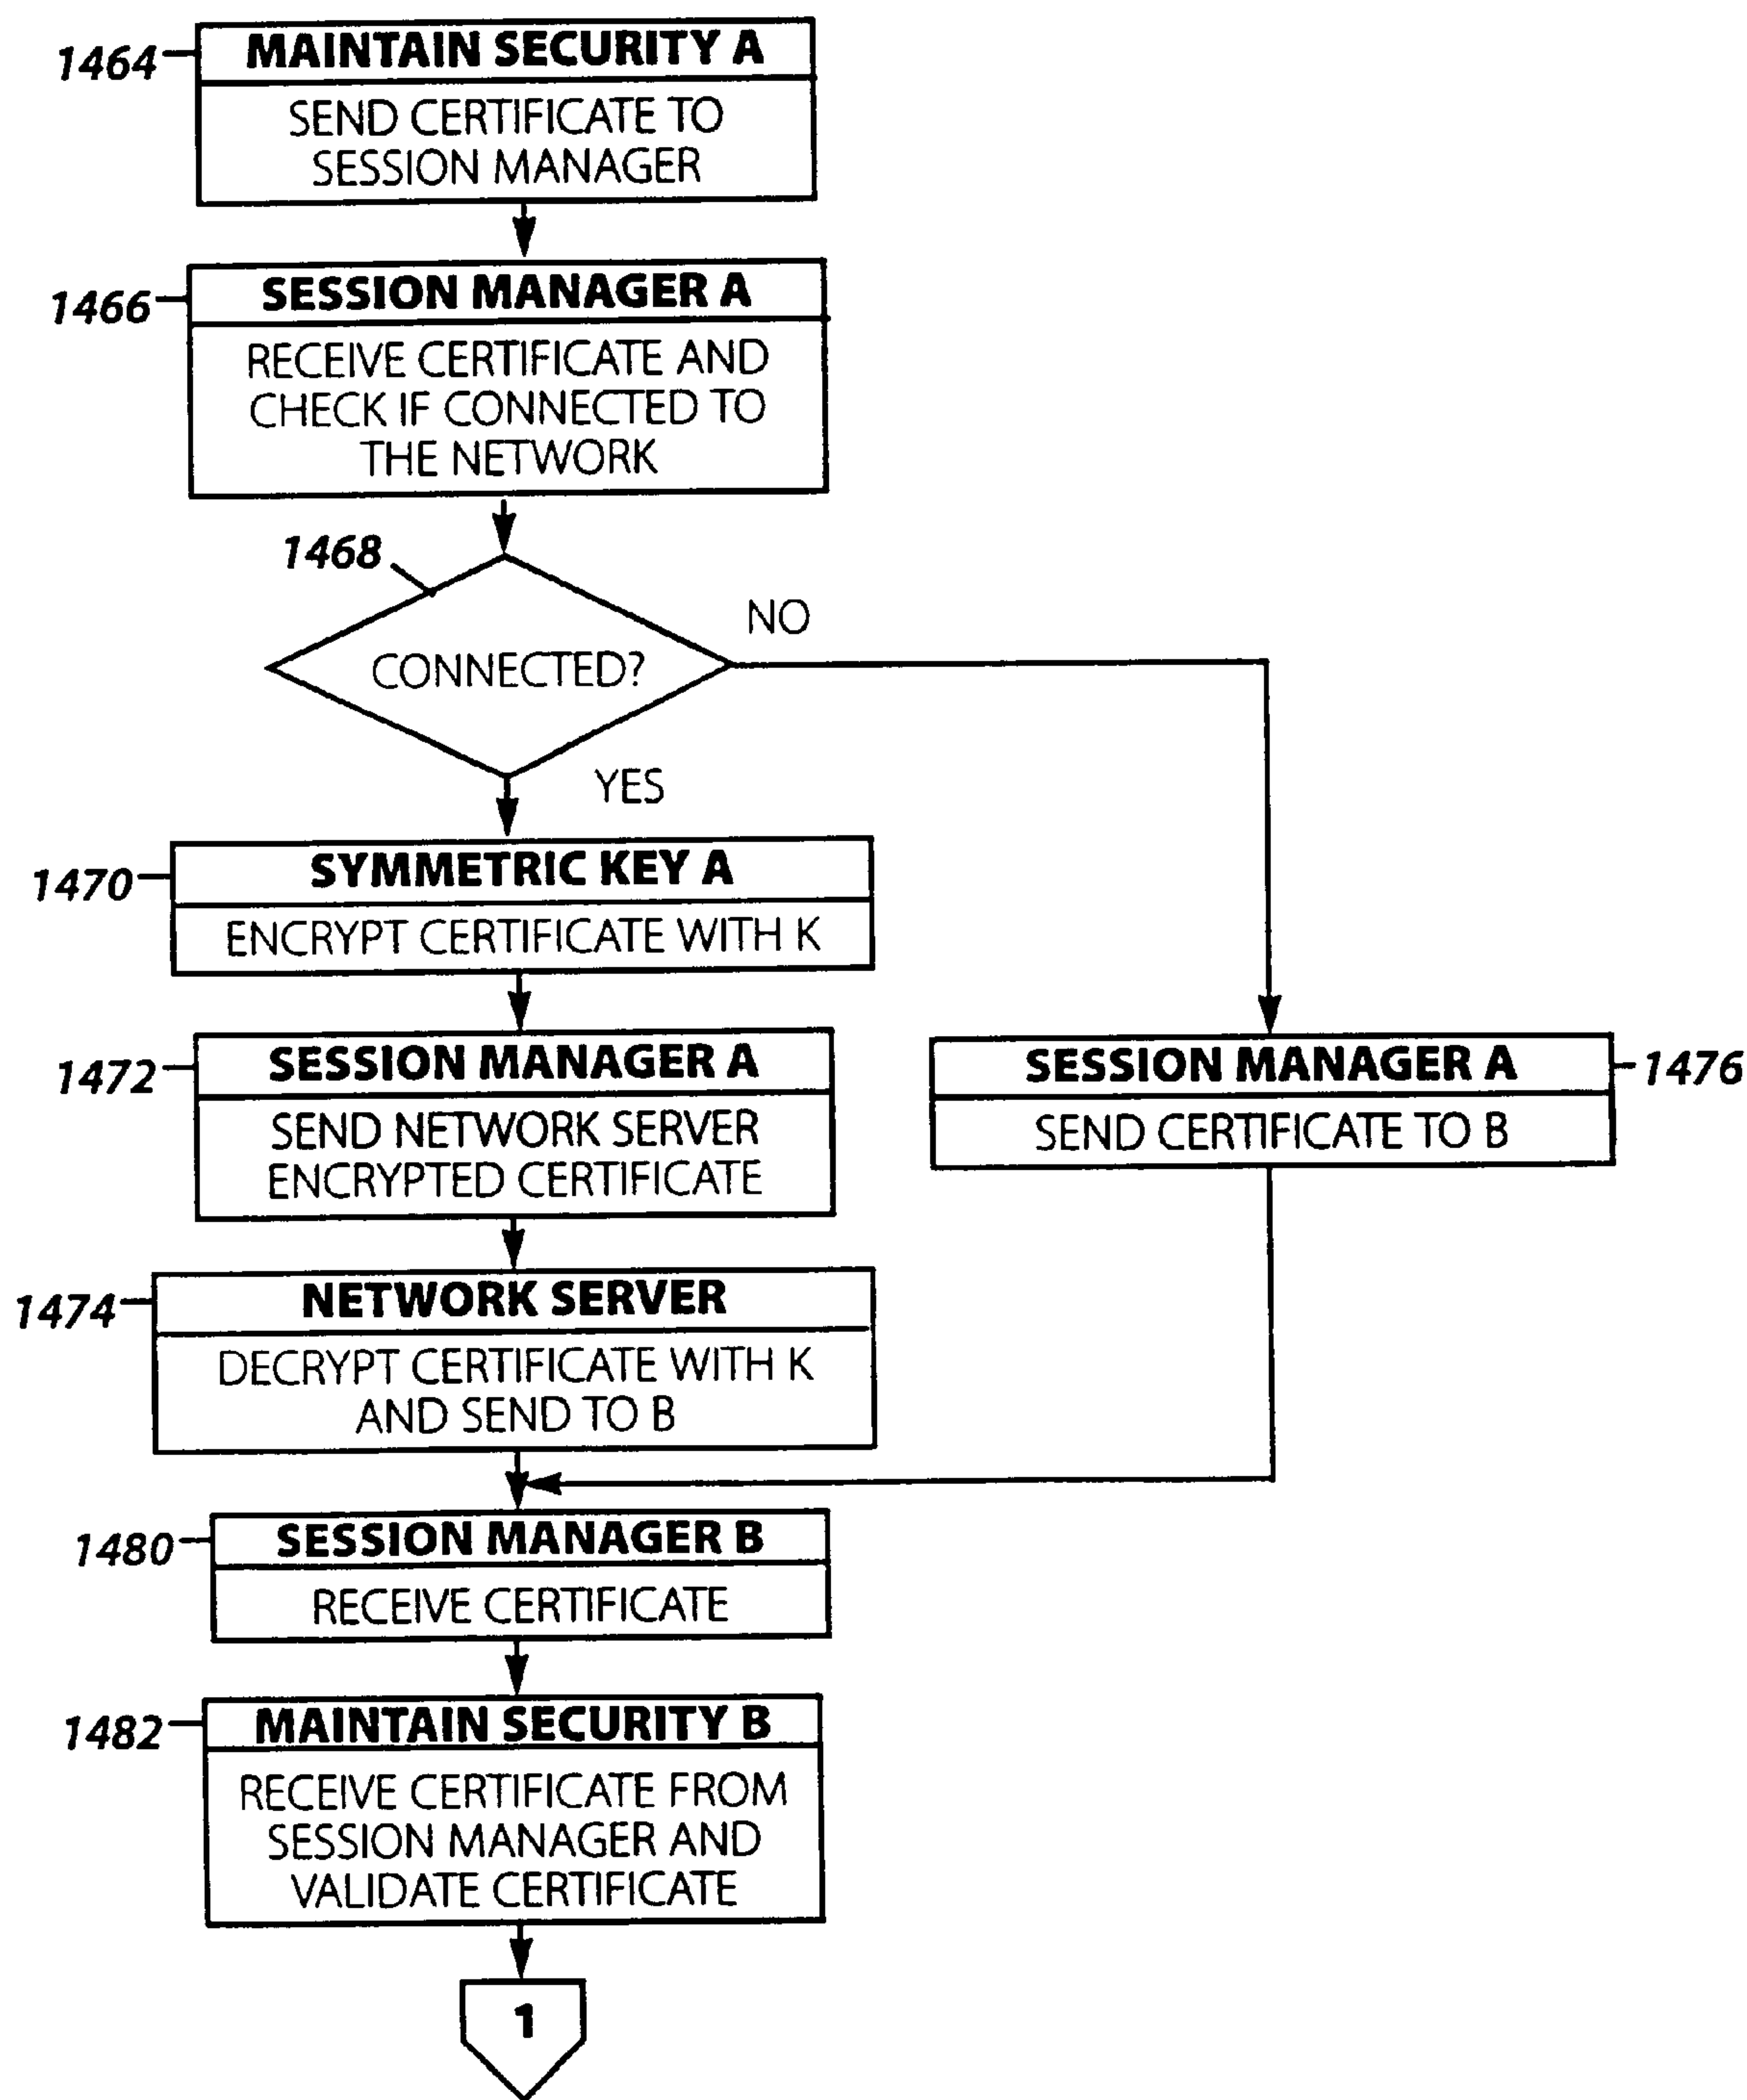 1464
MAINTAIN SECURITY A
SEND CERTIFICATE TO
SESSION MANAGER
1466
SESSION MANAGER A
RECEIVE CERTIFICATE AND
CHECK IF CONNECTED TO
THE NETWORK
1468
CONNECTED?
NO
YES
1470
SYMMETRIC KEY A
ENCRYPT CERTIFICATE WITH K
1472
SESSION MANAGER A
SEND NETWORK SERVER
ENCRYPTED CERTIFICATE
SESSION MANAGER A
1476
SEND CERTIFICATE TO B
1474
NETWORK SERVER
DECRYPT CERTIFICATE WITH K
AND SEND TO B
1480
SESSION MANAGER B
RECEIVE CERTIFICATE
1482
MAINTAIN SECURITY B
RECEIVE CERTIFICATE FROM
SESSION MANAGER AND
VALIDATE CERTIFICATE
1